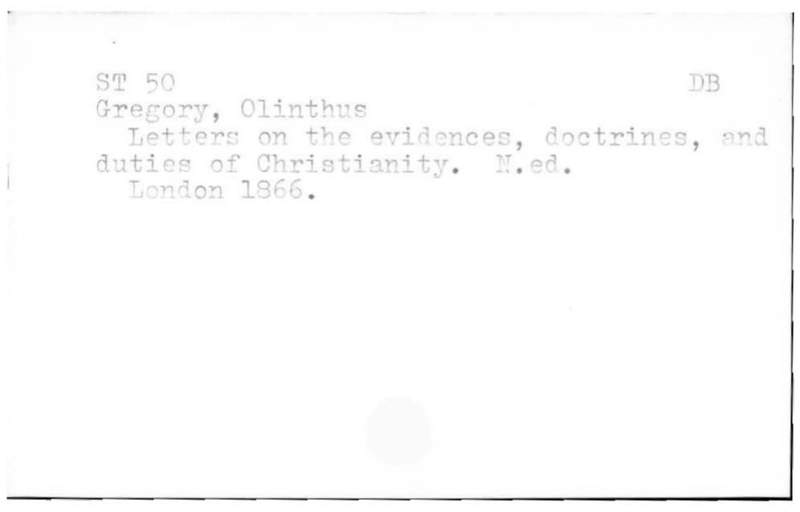 ST 50 DB
Gregory, Olinthus
Letters on the evidences, doctrines, and
duties of Christianity. N.ed.
London 1866.